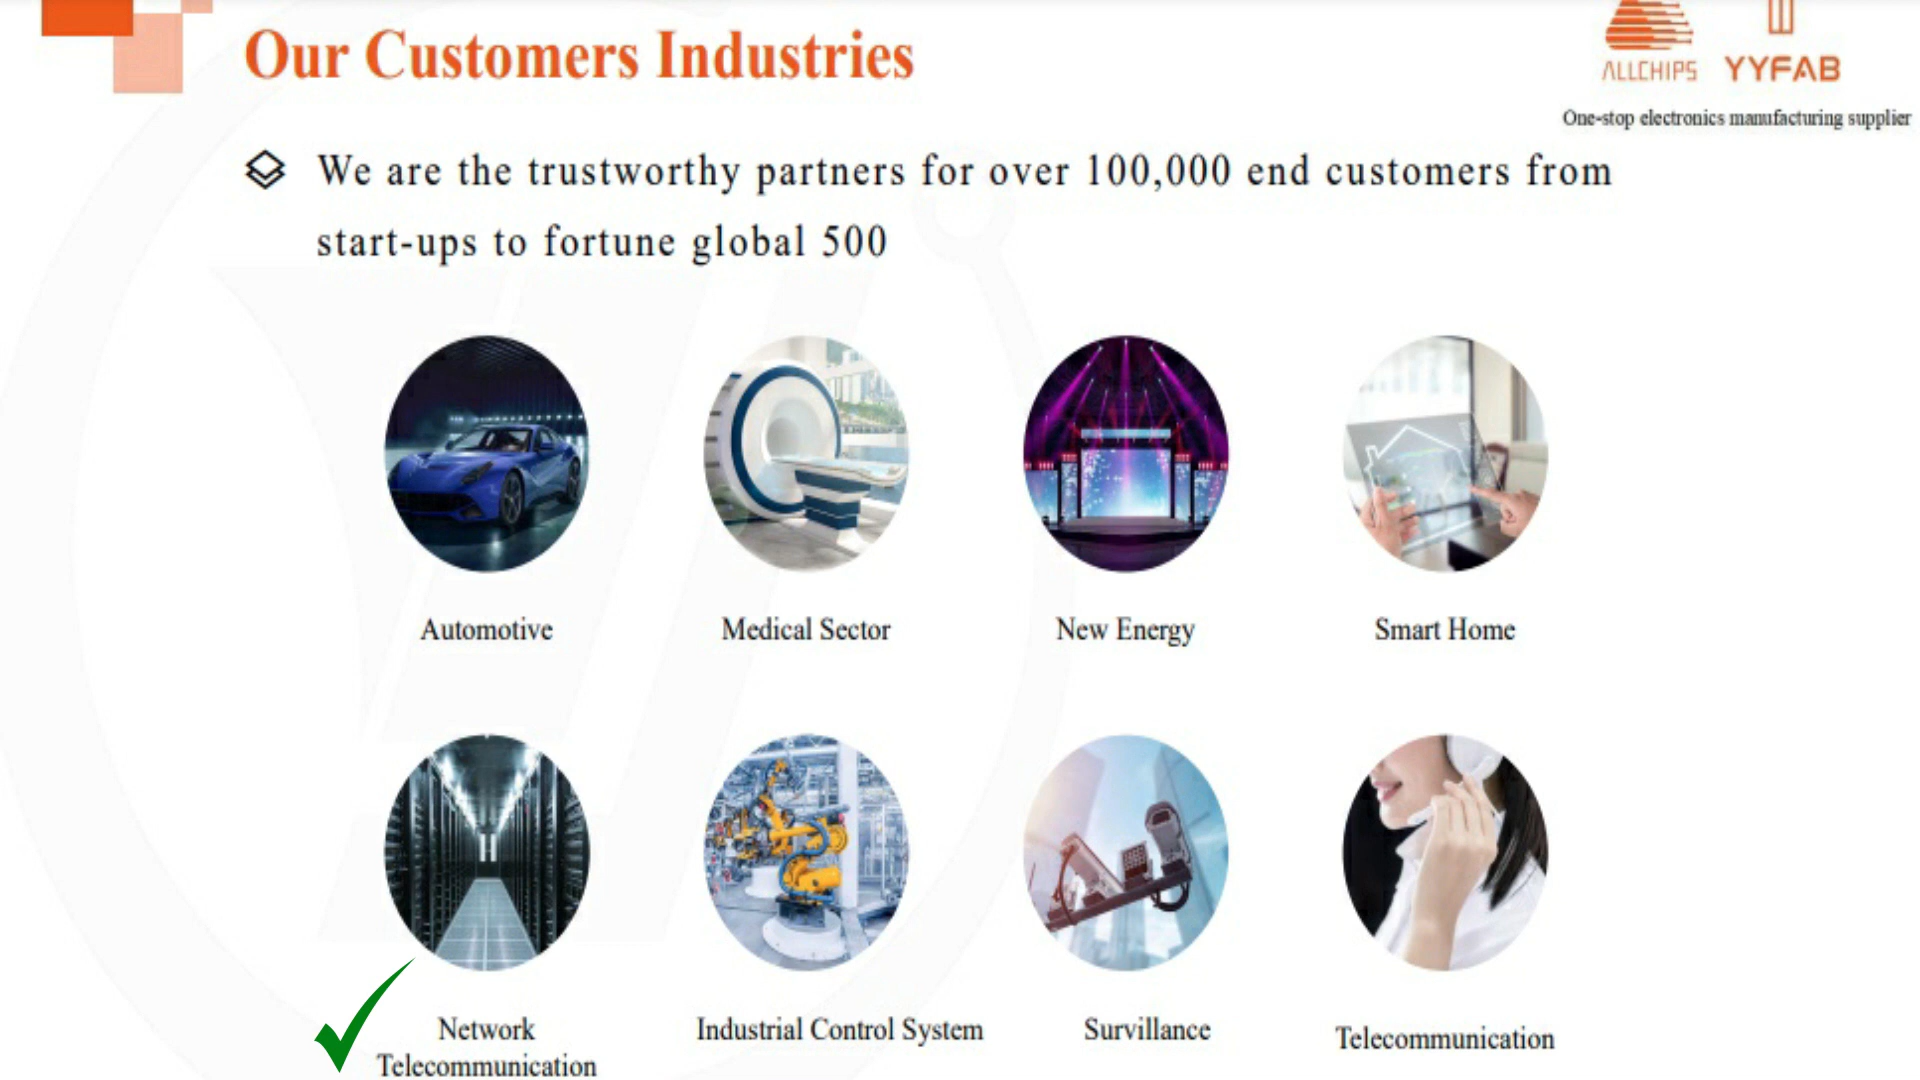 Our Customers Industries
ALLCHIPS YYFAB
One-stop electronics manufacturing supplier
We are the trustworthy partners for over 100,000 end customers from
start-ups to fortune global 500
Automotive
Medical Sector
New Energy
Smart Home
Network
Telecommunication
Industrial Control System
Survillance
Telecommunication